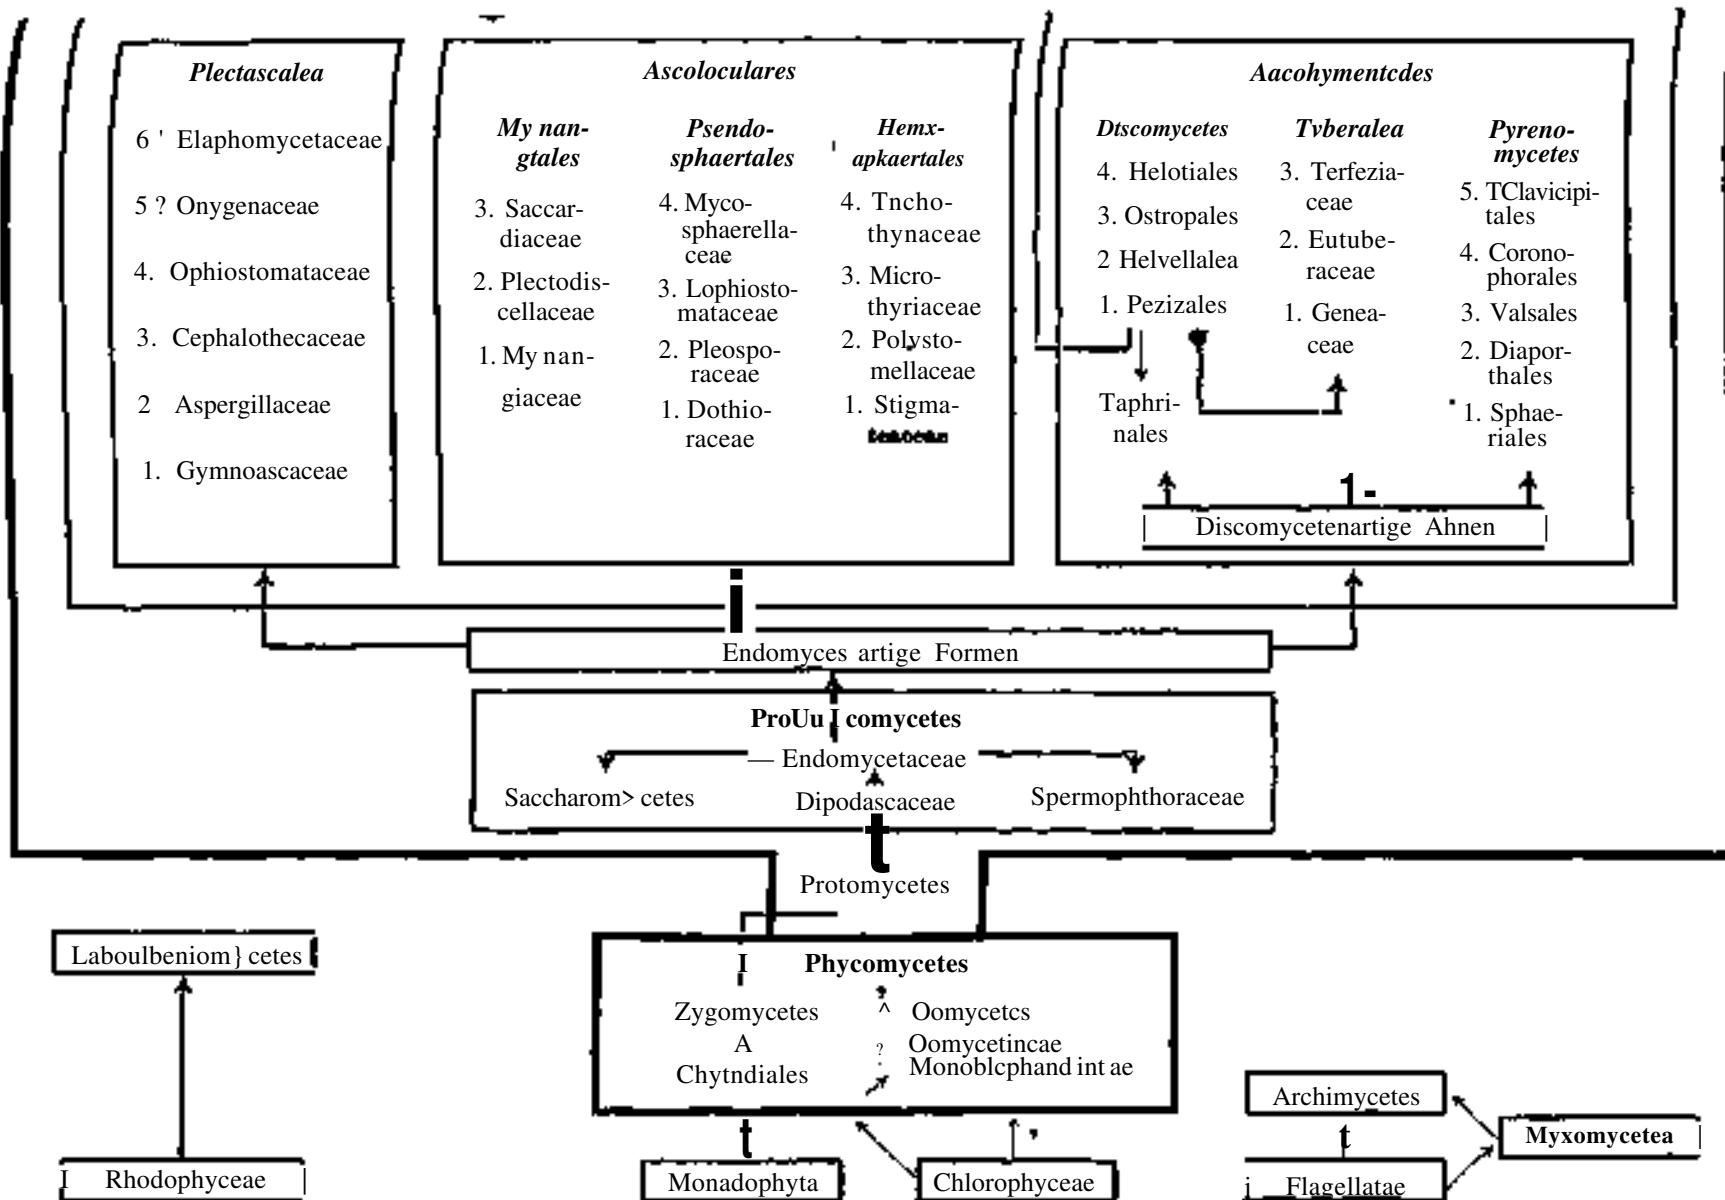 Plectascalea
6 ' Elaphomycetaceae
5 ? Onygenaceae
4. Ophiostomataceae
3. Cephalothecaceae
2 Aspergillaceae
1. Gymnoascaceae
Ascoloculares
My nan-
gtales
3. Saccar-
diaceae
2. Plectodis-
cellaceae
1. My nan-
giaceae
Psendo-
sphaertales
4. Myco-
sphaerella-
ceae
3. Lophiosto-
mataceae
2. Pleospo-
raceae
1. Dothio-
raceae
Hemx-
apkaertales
4. Tncho-
thynaceae
3. Micro-
thyriaceae
2. Polysto-
mellaceae
1. Stigma-
Aacohymentcdes
Dtscomycetes
4. Helotiales
3. Ostropales
2 Helvellalea
1. Pezizales
Taphri-
nales
Tvberalea
3. Terfezia-
ceae
2. Eutube-
raceae
1. Genea-
ceae
Pyreno-
mycetes
5. TClavicipi-
tales
4. Corono-
phorales
3. Valsales
2. Diapor-
thales
1. Sphae-
riales
1-
| Discomycetenartige Ahnen |
i
Endomyces artige Formen
ProUu I comycetes
— Endomycetaceae
Saccharom> cetes Dipodascaceae Spermophthoraceae
t
Protomycetes
Laboulbeniom} cetes
I Phycomycetes
Zygomycetes ^ Oomycetcs
A ? Oomycetincae
Chytndiales Monoblcphand int ae
Archimycetes
t
t
Myxomycetea |
I Rhodophyceae |
Monadophyta
Chlorophyceae
i Flagellatae